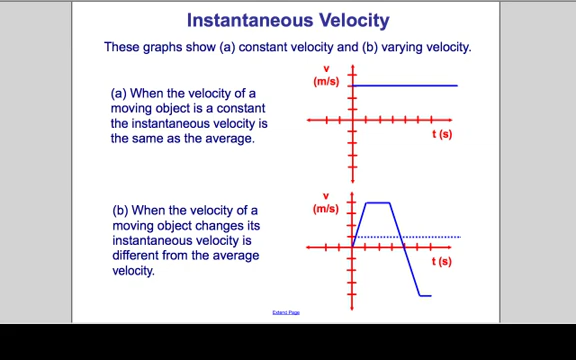 Instantaneous Velocity
These graphs show (a) constant velocity and (b) varying velocity.
(a) When the velocity of a
moving object is a constant
the instantaneous velocity is
the same as the average.
v
(m/s)
t (s)
(b) When the velocity of a
moving object changes its
instantaneous velocity is
different from the average
velocity.
v
(m/s)
t (s)
Extend Page